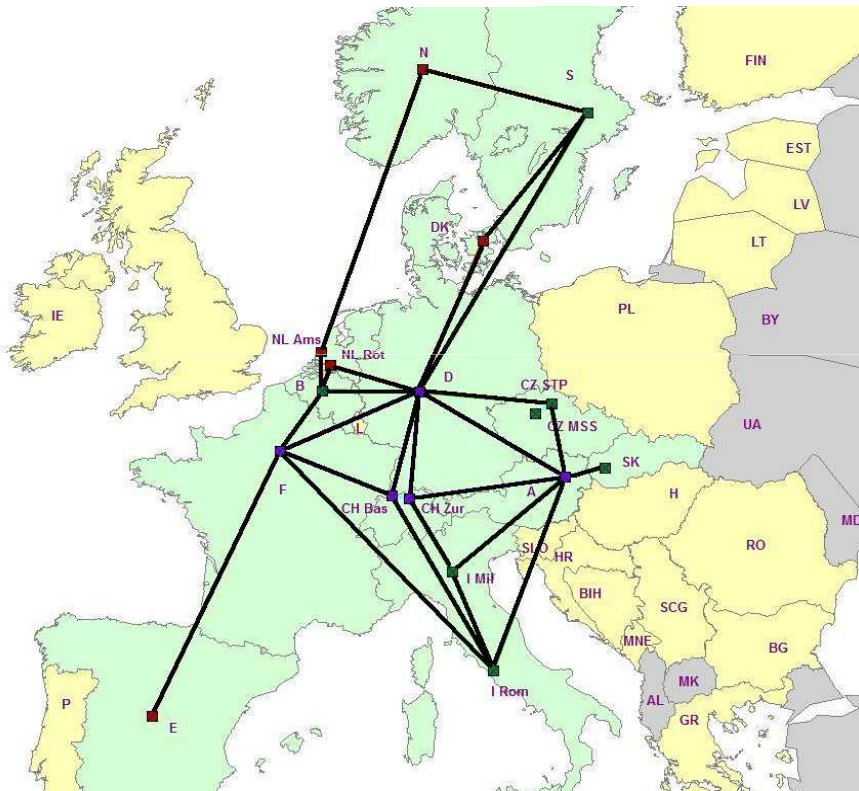 N
FIN
S
EST
LV
DK
LT
IE
PL
BY
NL Ams
NL Rot
B
D
CZ STP
CZ MSS
L
UA
SK
F
A
H
MD
CH Bas
CH Zur
SLO
HR
RO
I Mil
BIH
SCG
MNE
BG
P
I Rom
MK
AL
E
GR